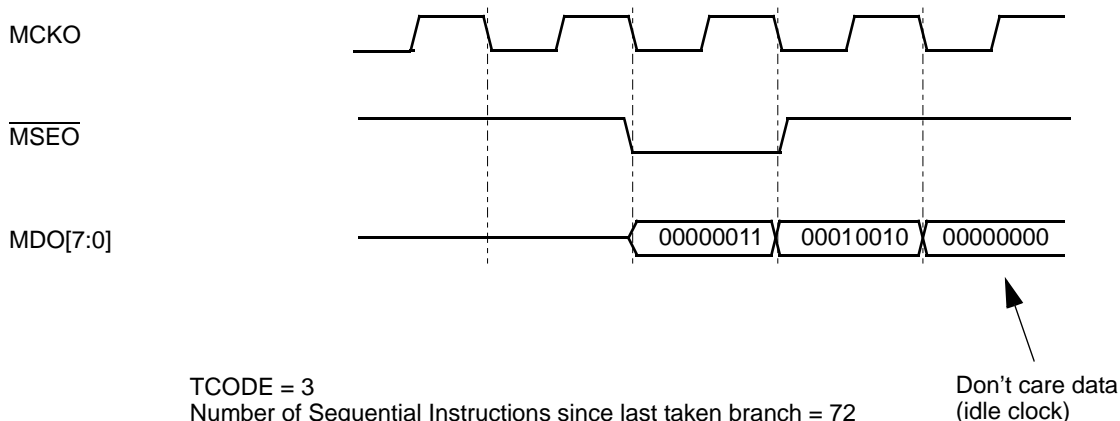 MCKO
MSEO
MDO[7:0]
00000011 00010010 00000000
TCODE = 3
Number of Sequential Instructions since last taken branch = 72
Don't care data
(idle clock)